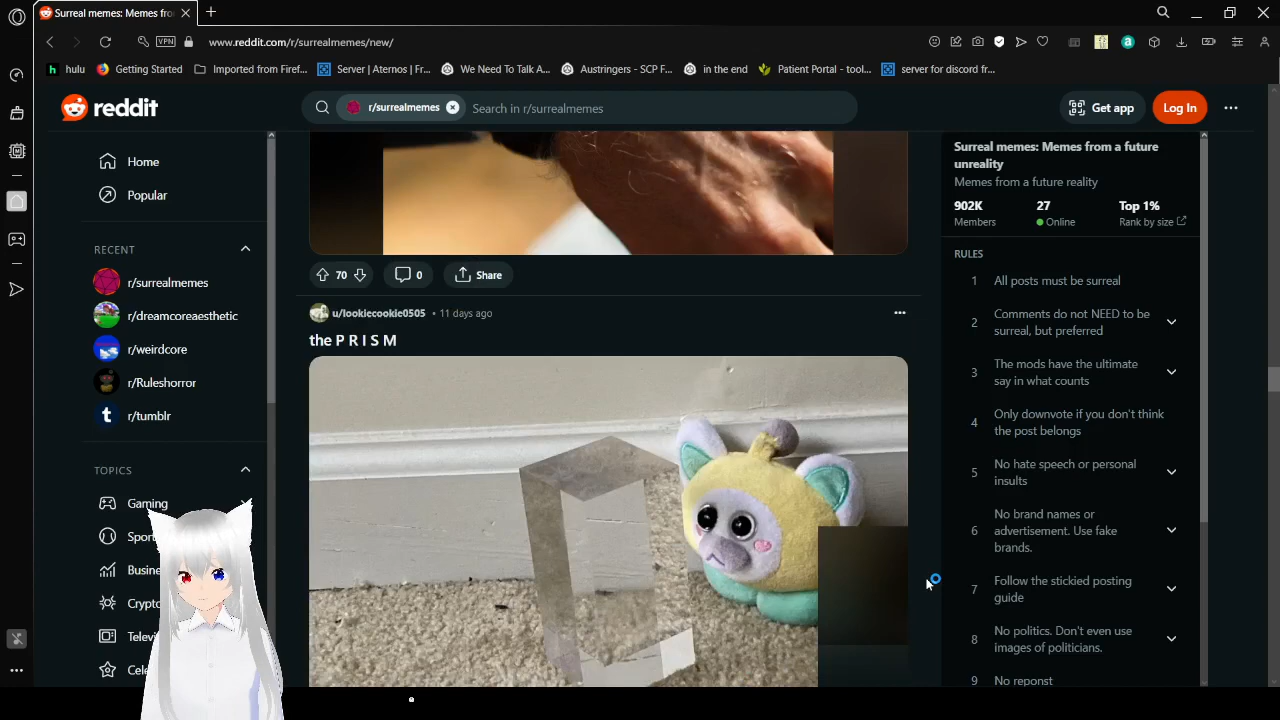 Surreal memes: Memes fro
VPN
www.reddit.com/r/surrealmemes/new/
h hulu
Getting Started
Imported from Firef...
Server | Aternos | Fr...
We Need To Talk A...
Austringers - SCP F...
in the end
Patient Portal - tool...
server for discord fr...
reddit
r/surrealmemes
Search in r/surrealmemes
Get app
Log In
Home
Popular
RECENT
r/surrealmemes
r/dreamcoreaesthetic
r/weirdcore
r/Ruleshorror
t r/tumblr
TOPICS
Gaming
Spor
Busine
Crypto
Televi
Cele
70
0
Share
u/lookiecookie0505 • 11 days ago
the P R I S M
Surreal memes: Memes from a future
unreality
Memes from a future reality
902K 27 Top 1%
Members Online Rank by size
RULES
1 All posts must be surreal
2 Comments do not NEED to be
surreal, but preferred
3 The mods have the ultimate
say in what counts
4 Only downvote if you don't think
the post belongs
5 No hate speech or personal
insults
6 No brand names or
advertisement. Use fake
brands.
7 Follow the stickied posting
guide
8 No politics. Don't even use
images of politicians.
9 No reponst